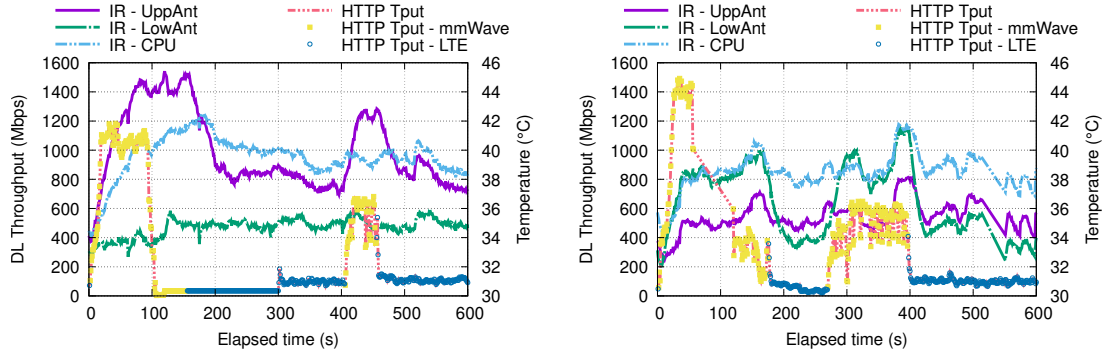 IR - UppAnt HTTP Tput
IR - LowAnt HTTP Tput - mmWave
IR - CPU HTTP Tput - LTE
1600 46
1400 44
1200 42
1000 40
800 38
600 36
400 34
200 32
0 30
DL Throughput (Mbps)
Temperature (°C)
0 100 200 300 400 500 600
Elapsed time (s)
IR - UppAnt HTTP Tput
IR - LowAnt HTTP Tput - mmWave
IR - CPU HTTP Tput - LTE
1600 46
1400 44
1200 42
1000 40
800 38
600 36
400 34
200 32
0 30
DL Throughput (Mbps)
Temperature (°C)
0 100 200 300 400 500 600
Elapsed time (s)